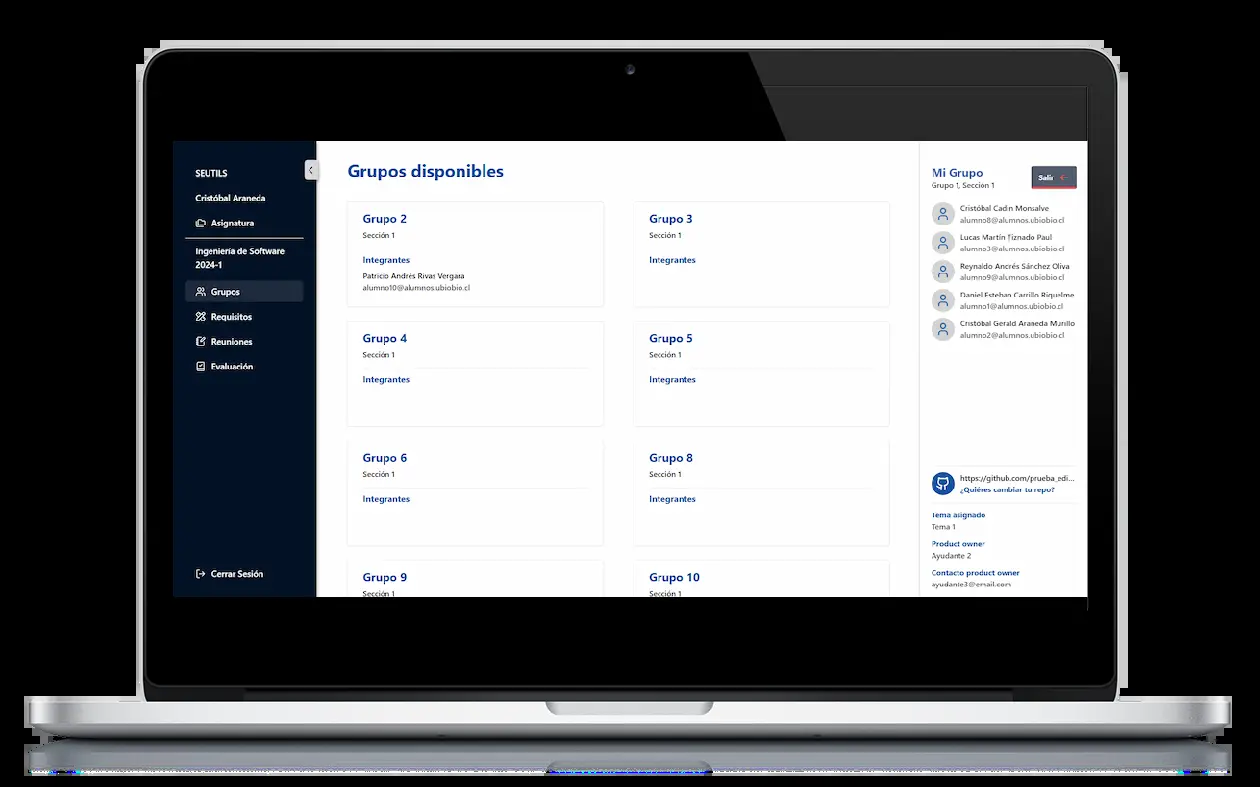 SEUTILS
Cristóbal Araneda
Asignatura
Ingeniería de Software
2024-1
Grupos
Requisitos
Reuniones
Evaluación
Cerrar Sesión
Grupos disponibles
Grupo 2
Sección 1
Integrantes
Patricio Andrés Rivas Vergara
alumno10@alumnos.ubiobio.cl
Grupo 3
Sección 1
Integrantes
Grupo 4
Sección 1
Integrantes
Grupo 5
Sección 1
Integrantes
Grupo 6
Sección 1
Integrantes
Grupo 8
Sección 1
Integrantes
Grupo 9
Sección 1
Grupo 10
Sección 1
Mi Grupo
Grupo 1, Sección 1
Salir
Cristóbal Monsalve
alumno8@alumnos.ubiobio.cl
Lucas Martín Tiznado Paul
alumno3@alumnos.ubiobio.cl
Reynaldo Andrés Sánchez Oliva
alumno9@alumnos.ubiobio.cl
Daniel Esteban Carrillo Riquelme
alumno1@alumnos.ubiobio.cl
Cristóbal Gerald Araneda Murillo
alumno2@alumnos.ubiobio.cl
https://github.com/prueba_edi...
¿Quiéres cambiar tu repo?
Tema asignado
Tema 1
Product owner
Ayudante 2
Contacto product owner
ayudante3@email.com